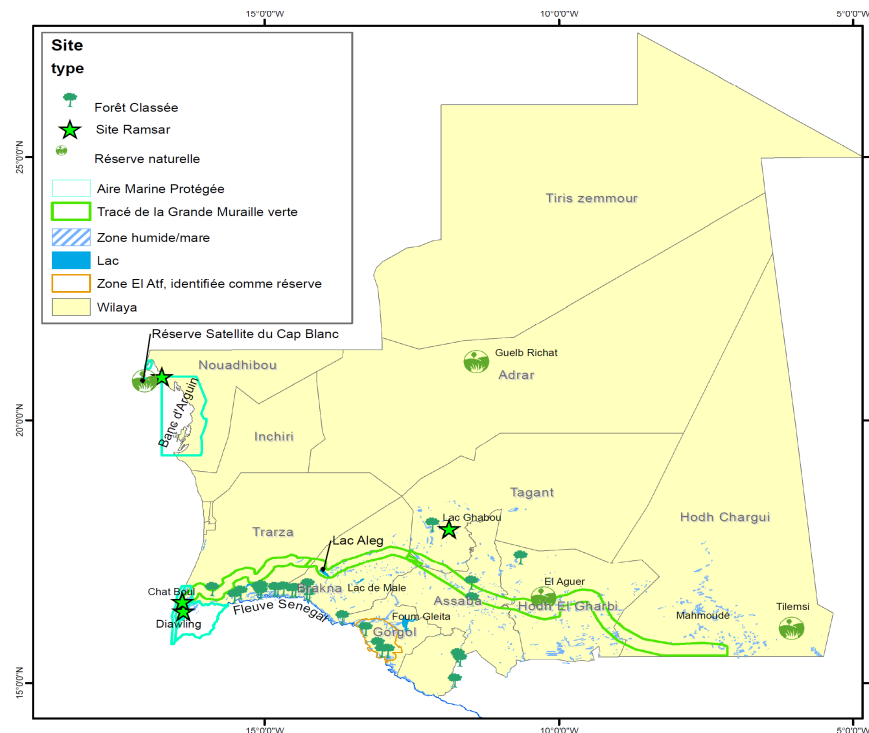 15°0'0"W
10°0'0"W
5°0'0"W
Site
type
Forêt Classée
Site Ramsar
Réserve naturelle
Aire Marine Protégée
Tracé de la Grande Muraille verte
Zone humide/mare
Lac
Zone El Atf, identifiée comme réserve
Wilaya
25°0'0"N
Tiris zemmour
Réserve Satellite du Cap Blanc
Guelb Richat
Nouadhibou
Adrar
Banc d'Arguin
20°0'0"N
Inchiri
Tagant
Lac Ghabou
Hodh Chargui
Trarza
Lac Aleg
El Aguer
Chat Boul
Brakna
Lac de Male
Assaba
Hodh El Gharbi
Fleuve Senegal
Foum Gleita
Mahmoudé
Tilemsi
Diawling
Gorgol
15°0'0"N
15°0'0"W
10°0'0"W
5°0'0"W